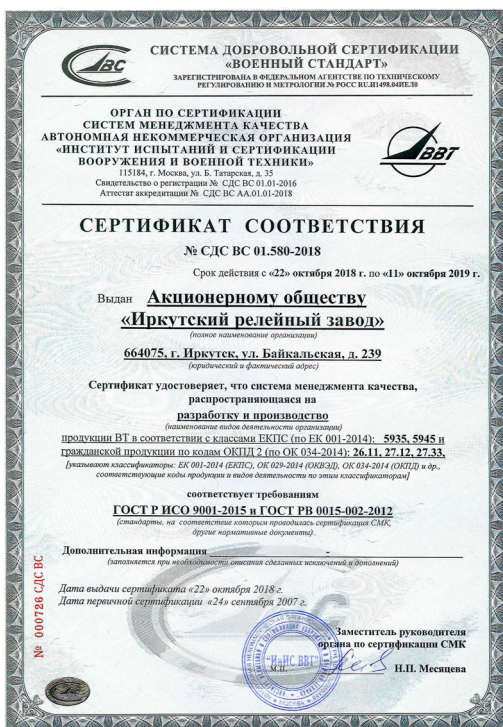 СВС
СИСТЕМА ДОБРОВОЛЬНОЙ СЕРТИФИКАЦИИ
«ВОЕННЫЙ СТАНДАРТ»
ЗАРЕГИСТРИРОВАНА В ФЕДЕРАЛЬНОМ АГЕНТСТВЕ ПО ТЕХНИЧЕСКОМУ
РЕГУЛИРОВАНИЮ И МЕТРОЛОГИИ № РОСС RU.И1498.04ИЕЛ0
ОРГАН ПО СЕРТИФИКАЦИИ
СИСТЕМ МЕНЕДЖМЕНТА КАЧЕСТВА
АВТОНОМНАЯ НЕКОММЕРЧЕСКАЯ ОРГАНИЗАЦИЯ
«ИНСТИТУТ ИСПЫТАНИЙ И СЕРТИФИКАЦИИ
ВООРУЖЕНИЯ И ВОЕННОЙ ТЕХНИКИ»
115184, г. Москва, ул. Б. Татарская, д. 35
Свидетельство о регистрации № СДС ВС 01.01-2016
Аттестат аккредитации № СДС ВС АА.01.01-2018
ВВТ
СЕРТИФИКАТ СООТВЕТСТВИЯ
№ СДС ВС 01.580-2018
Срок действия с «22» октября 2018 г. по «11» октября 2019 г.
Выдан Акционерному обществу
«Иркутский релейный завод»
(полное наименование организации)
664075, г. Иркутск, ул. Байкальская, д. 239
(юридический и фактический адрес)
Сертификат удостоверяет, что система менеджмента качества,
распространяющаяся на
разработку и производство
(наименование видов деятельности организации)
продукции ВТ в соответствии с классами ЕКПС (по ЕК 001-2014): 5935, 5945 и
гражданской продукции по кодам ОКПД 2 (по ОК 034-2014): 26.11, 27.12, 27.33,
[указывают классификаторы: ЕК 001-2014 (ЕКПС), ОК 029-2014 (ОКВЭД), ОК 034-2014 (ОКПД) и др.,
соответствующие коды продукции и видов деятельности по этим классификаторам]
соответствует требованиям
ГОСТ Р ИСО 9001-2015 и ГОСТ РВ 0015-002-2012
(стандарты, на соответствие которым проводилась сертификация СМК,
другие нормативные документы)
Дополнительная информация -
(заполняется при необходимости описания сделанных исключений и дополнений)
Дата выдачи сертификата «22» октября 2018 г.
Дата первичной сертификации «24» сентября 2007 г.
№ 000726 СДС ВС
Заместитель руководителя
органа по сертификации СМК
"ИиИС ВВТ"
М.П.
Н.П. Месяцева
МОСКВА